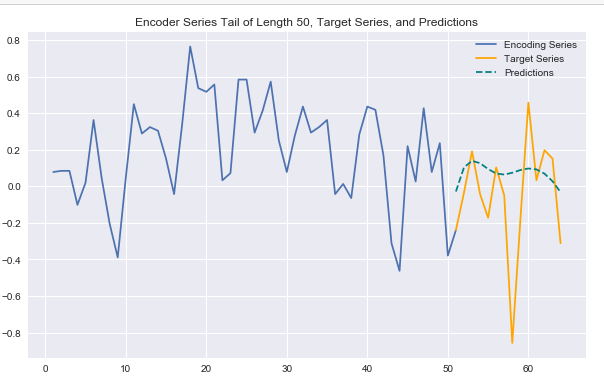 Encoder Series Tail of Length 50, Target Series, and Predictions
Encoding Series
Target Series
Predictions
0.8
0.6
0.4
0.2
0.0
−0.2
−0.4
−0.6
−0.8
0 10 20 30 40 50 60